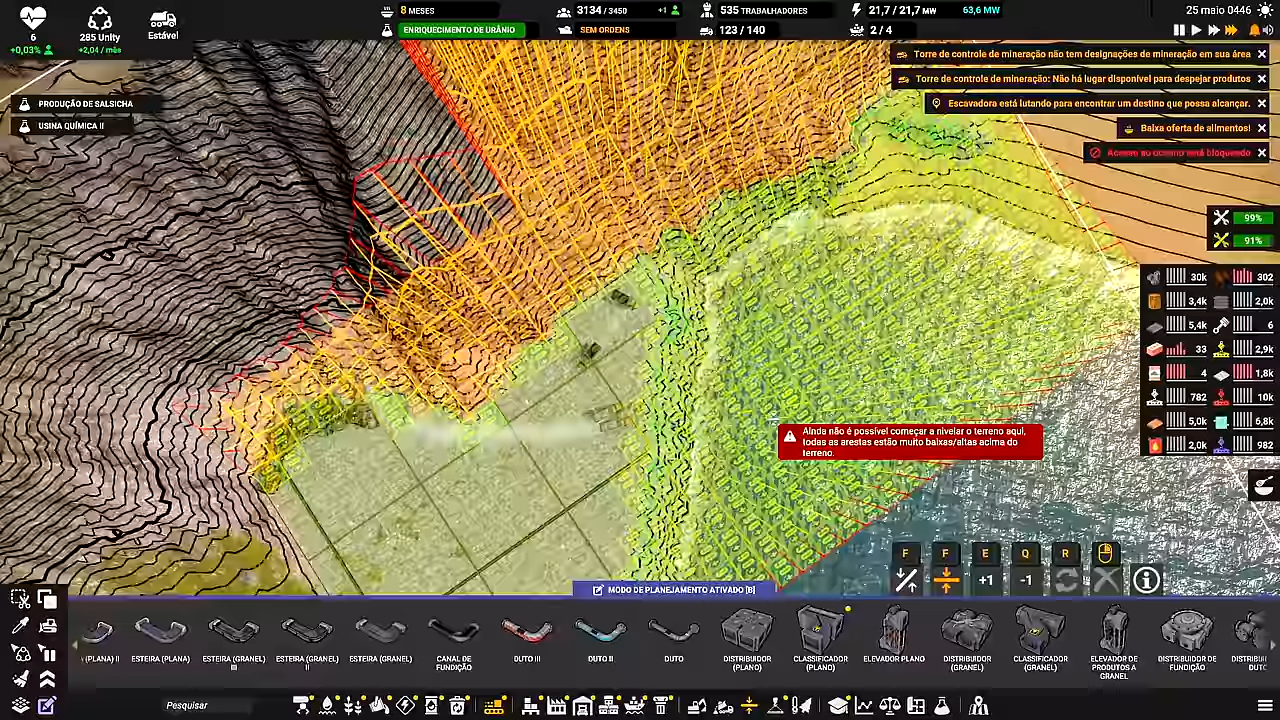 6
+0,03%
285 Unity
+2,04 / mês
Estável
8 MESES
ENRIQUECIMENTO DE URÂNIO
3134 / 3450
+1
SEM ORDENS
535 TRABALHADORES
123 / 140
21,7 / 21,7 MW
63,6 MW
2 / 4
25 maio 0446
Torre de controle de mineração não tem designações de mineração em sua área
Torre de controle de mineração: Não há lugar disponível para despejar produtos
Escavadora está lutando para encontrar um destino que possa alcançar.
Baixa oferta de alimentos!
Acesso ao oceano está bloqueado
PRODUÇÃO DE SALSICHA
USINA QUÍMICA II
99%
91%
30k
302
3,4k
2,0k
5,4k
6
33
2,9k
4
1,8k
782
10k
5,0k
6,8k
2,0k
982
Ainda não é possível começar a nivelar o terreno aqui,
todas as arestas estão muito baixas/altas acima do
terreno.
F
F
E
Q
R
+1
-1
MODO DE PLANEJAMENTO ATIVADO [B]
(PLANA) II
ESTEIRA (PLANA)
ESTEIRA (GRANEL)
III
ESTEIRA (GRANEL)
II
ESTEIRA (GRANEL)
CANAL DE
FUNDIÇÃO
DUTO III
DUTO II
DUTO
DISTRIBUIDOR
(PLANO)
CLASSIFICADOR
(PLANO)
ELEVADOR PLANO
DISTRIBUIDOR
(GRANEL)
CLASSIFICADOR
(GRANEL)
ELEVADOR DE
PRODUTOS A
GRANEL
DISTRIBUIDOR
DE FUNDIÇÃO
Pesquisar